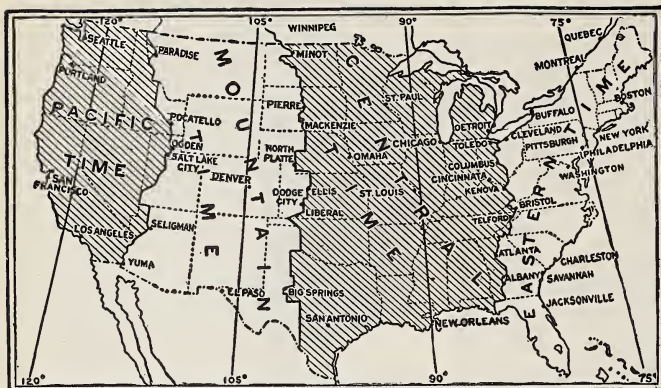 120°
105°
90°
75°
WINNIPEG
QUEBEC
SEATTLE
PARADISE
MINOT
MONTREAL
PORTLAND
ST. PAUL
BOSTON
PACIFIC
TIME
POCATELLO
PIERRE
MACKENZIE
DETROIT
BUFFALO
OGDEN
SALT LAKE
CITY
NORTH
PLATTE
OMAHA
CHICAGO
TOLEDO
CLEVELAND
PITTSBURGH
NEW YORK
PHILADELPHIA
SAN
FRANCISCO
DENVER
DODGE
CITY
ELLIS
ST. LOUIS
COLUMBUS
CINCINNATI
KENOVA
WASHINGTON
LOS ANGELES
SELIGMAN
LIBERAL
TELFORD
BRISTOL
YUMA
ATLANTA
CHARLESTON
EL PASO
BIG SPRINGS
ALBANY
SAVANNAH
SAN ANTONIO
NEW ORLEANS
JACKSONVILLE
MOUNTAIN
TIME
CENTRAL
TIME
EASTERN
TIME
120°
105°
90°
75°